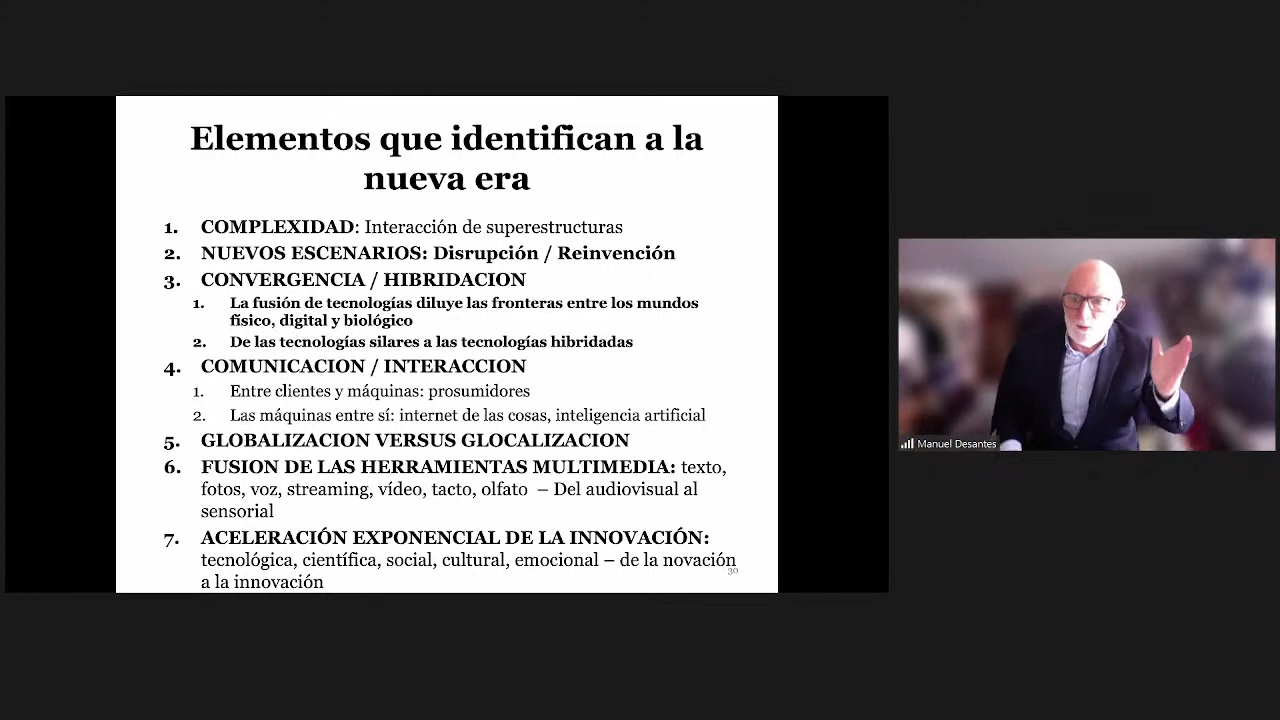 Elementos que identifican a la
nueva era
1. COMPLEXIDAD: Interacción de superestructuras
2. NUEVOS ESCENARIOS: Disrupción / Reinvención
3. CONVERGENCIA / HIBRIDACION
1. La fusión de tecnologías diluye las fronteras entre los mundos
físico, digital y biológico
2. De las tecnologías silares a las tecnologías hibridadas
4. COMUNICACION / INTERACCION
1. Entre clientes y máquinas: prosumidores
2. Las máquinas entre sí: internet de las cosas, inteligencia artificial
5. GLOBALIZACION VERSUS GLOCALIZACION
6. FUSION DE LAS HERRAMIENTAS MULTIMEDIA: texto,
fotos, voz, streaming, vídeo, tacto, olfato – Del audiovisual al
sensorial
7. ACELERACIÓN EXPONENCIAL DE LA INNOVACIÓN:
tecnológica, científica, social, cultural, emocional – de la novación
a la innovación
30
Manuel Desantes